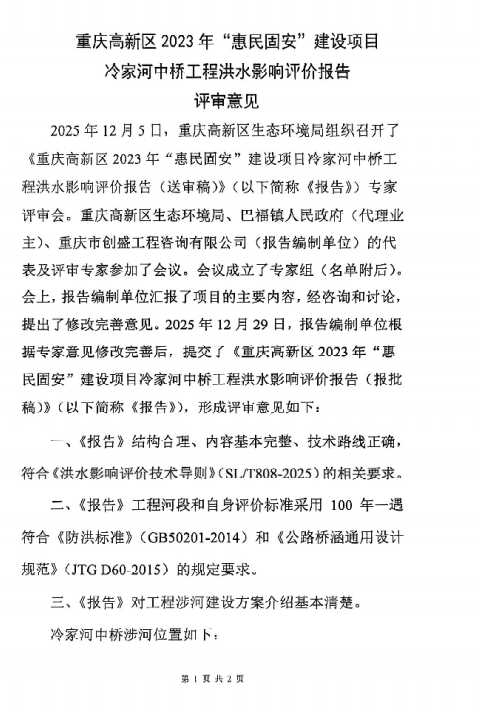 重庆高新区 2023 年“惠民固安”建设项目
冷家河中桥工程洪水影响评价报告
评审意见
2025 年 12 月 5 日，重庆高新区生态环境局组织召开了
《重庆高新区 2023 年“惠民固安”建设项目冷家河中桥工
程洪水影响评价报告（送审稿）》（以下简称《报告》）专家
评审会。重庆高新区生态环境局、巴福镇人民政府（代理业
主）、重庆市创盛工程咨询有限公司（报告编制单位）的代
表及评审专家参加了会议。会议成立了专家组（名单附后）。
会上，报告编制单位汇报了项目的主要内容，经咨询和讨论，
提出了修改完善意见。2025 年 12 月 29 日，报告编制单位根
据专家意见修改完善后，提交了《重庆高新区 2023 年“惠
民固安”建设项目冷家河中桥工程洪水影响评价报告（报批
稿）》（以下简称《报告》），形成评审意见如下：
一、《报告》结构合理、内容基本完整、技术路线正确，
符合《洪水影响评价技术导则》（SL/T808-2025）的相关要求。
二、《报告》工程河段和自身评价标准采用 100 年一遇
符合《防洪标准》（GB50201-2014）和《公路桥涵通用设计
规范》（JTG D60-2015）的规定要求。
三、《报告》对工程涉河建设方案介绍基本清楚。
冷家河中桥涉河位置如下：
第 1 页 共 2 页